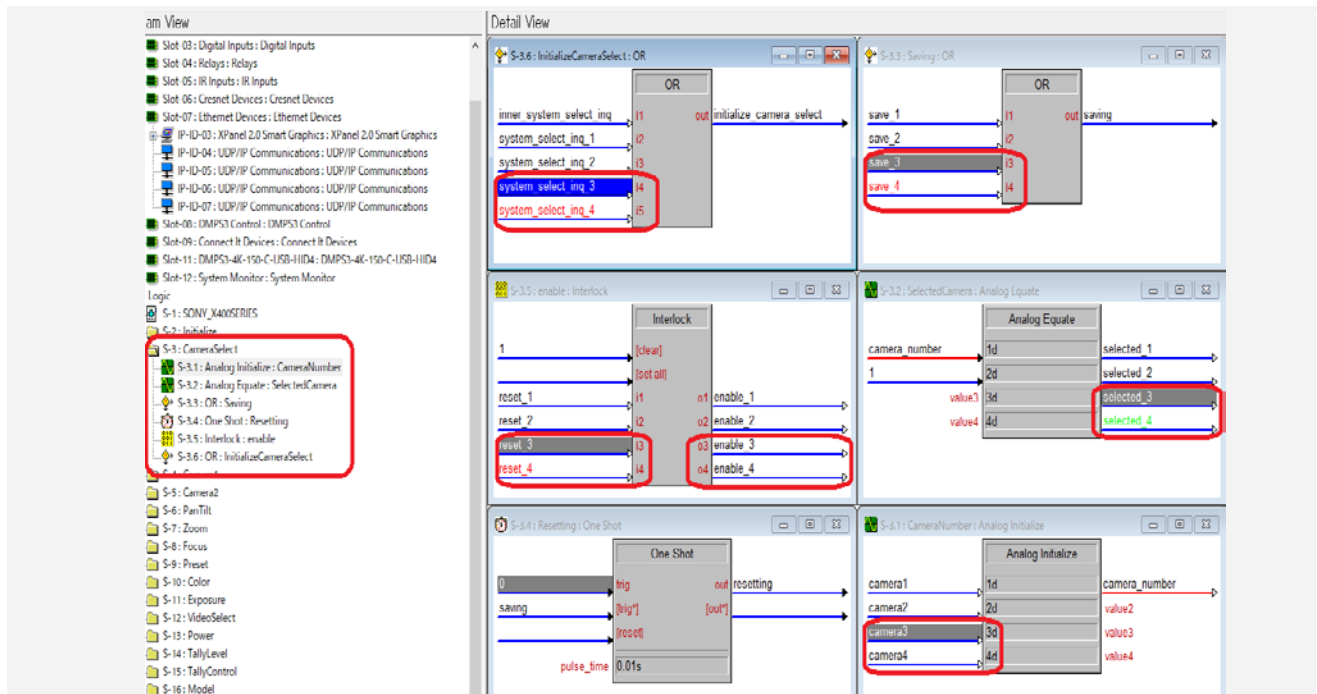 am View
Slot-03 : Digital Inputs : Digital Inputs
Slot-04 : Relays : Relays
Slot-05 : IR Inputs : IR Inputs
Slot-06 : Cresnet Devices : Cresnet Devices
Slot-07 : Ethernet Devices : Ethernet Devices
IP-ID-03 : XPanel 2.0 Smart Graphics : XPanel 2.0 Smart Graphics
IP-ID-04 : UDP/IP Communications : UDP/IP Communications
IP-ID-05 : UDP/IP Communications : UDP/IP Communications
IP-ID-06 : UDP/IP Communications : UDP/IP Communications
IP-ID-07 : UDP/IP Communications : UDP/IP Communications
Slot-08 : DMPS3 Control : DMPS3 Control
Slot-09 : Connect It Devices : Connect It Devices
Slot-11 : DMPS3-4K-150-C-USB-HID4 : DMPS3-4K-150-C-USB-HID4
Slot-12 : System Monitor : System Monitor
Logic
S-1 : SONY_X400SERIES
S-2 : Initialize
S-3 : CameraSelect
S-3.1 : Analog Initialize : CameraNumber
S-3.2 : Analog Equate : SelectedCamera
S-3.3 : OR : Saving
S-3.4 : One Shot : Resetting
S-3.5 : Interlock : enable
S-3.6 : OR : InitializeCameraSelect
S-4 : Camera1
S-5 : Camera2
S-6 : PanTilt
S-7 : Zoom
S-8 : Focus
S-9 : Preset
S-10 : Color
S-11 : Exposure
S-12 : VideoSelect
S-13 : Power
S-14 : TallyLevel
S-15 : TallyControl
S-16 : Model
Detail View
S-3.6 : InitializeCameraSelect : OR
OR
inner_system_select_inq i1 out initialize_camera_select
system_select_inq_1 i2
system_select_inq_2 i3
system_select_inq_3 i4
system_select_inq_4 i5
S-3.3 : Saving : OR
OR
save_1 i1 out saving
save_2 i2
save_3 i3
save_4 i4
S-3.5 : enable : Interlock
Interlock
1 [clear]
[set all]
reset_1 i1 o1 enable_1
reset_2 i2 o2 enable_2
reset_3 i3 o3 enable_3
reset_4 i4 o4 enable_4
S-3.2 : SelectedCamera : Analog Equate
Analog Equate
camera_number 1d selected_1
1 2d selected_2
value3 3d selected_3
value4 4d selected_4
S-3.4 : Resetting : One Shot
One Shot
0 trig out resetting
saving [trig*] [out*]
[reset]
pulse_time 0.01s
S-3.1 : CameraNumber : Analog Initialize
Analog Initialize
camera1 1d camera_number
camera2 2d value2
camera3 3d value3
camera4 4d value4